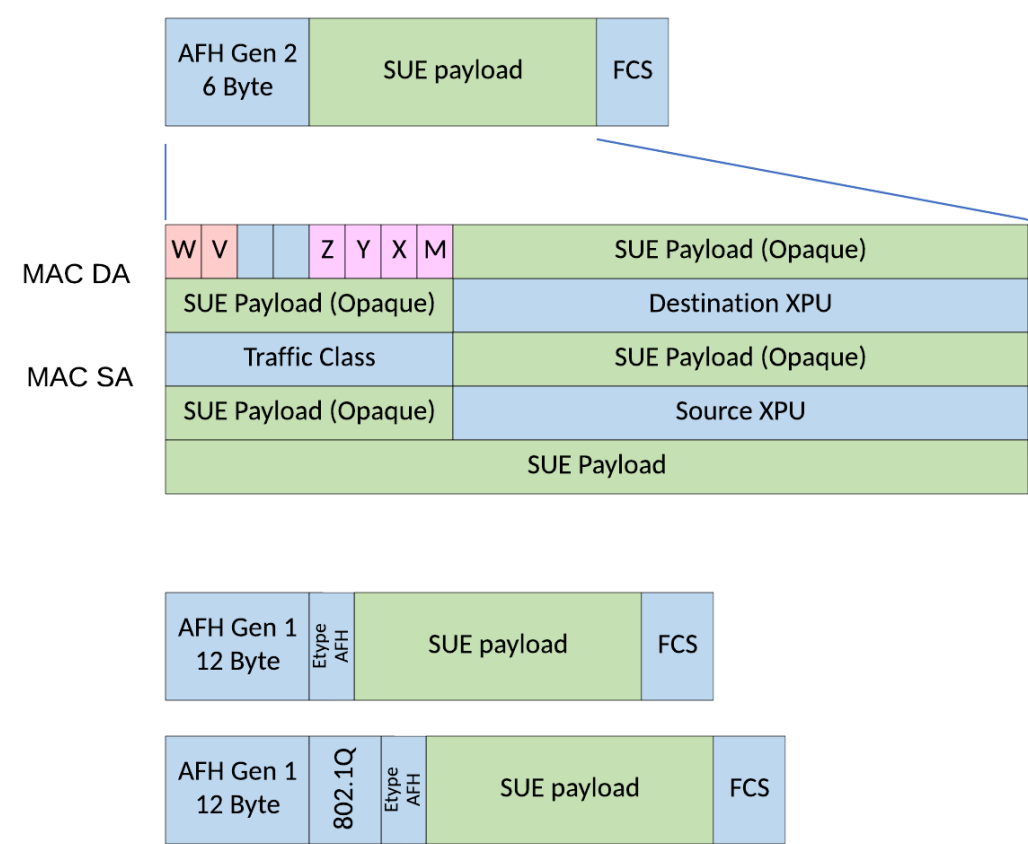 AFH Gen 2
6 Byte
SUE payload
FCS
W V Z Y X M SUE Payload (Opaque)
MAC DA
SUE Payload (Opaque) Destination XPU
Traffic Class SUE Payload (Opaque)
MAC SA
SUE Payload (Opaque) Source XPU
SUE Payload
AFH Gen 1
12 Byte
Etype
AFH
SUE payload
FCS
AFH Gen 1
12 Byte
802.1Q
Etype
AFH
SUE payload
FCS